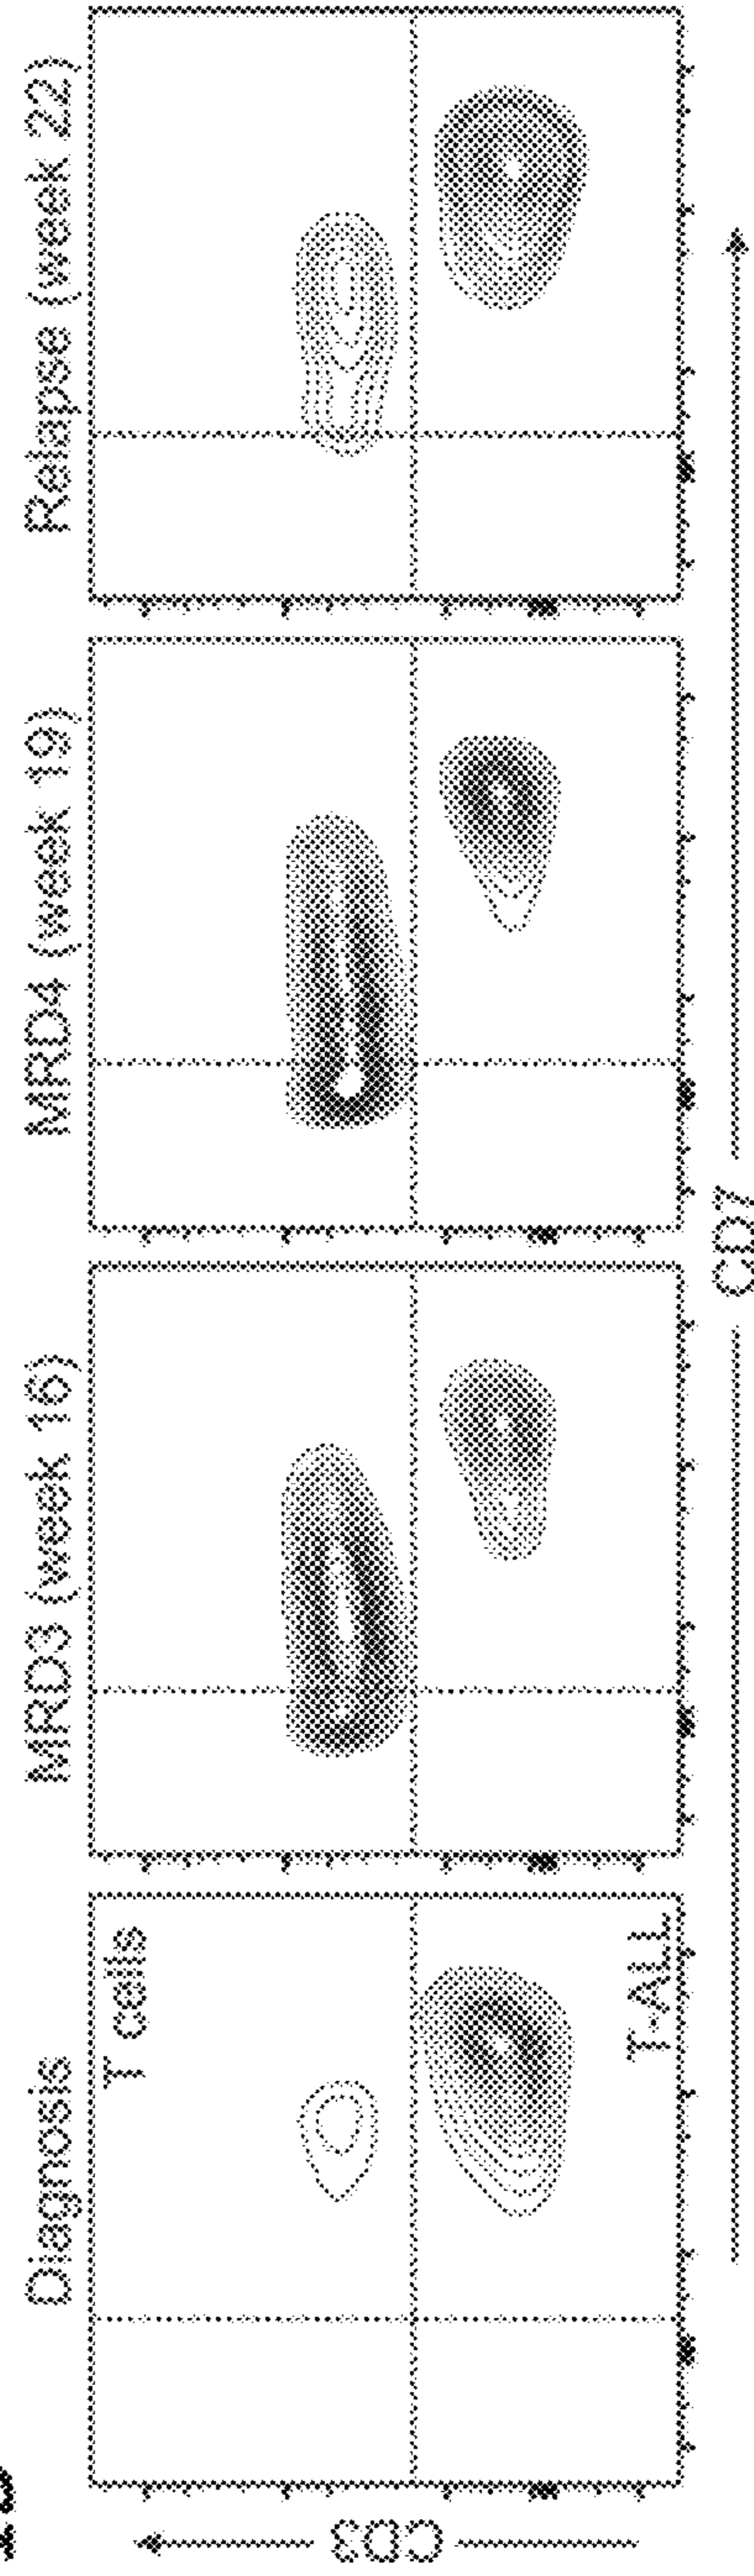 Diagnosis
MRD3 (week 16)
MRD4 (week 19)
Relapse (week 22)
T cells
T-ALL
CD3
CD7